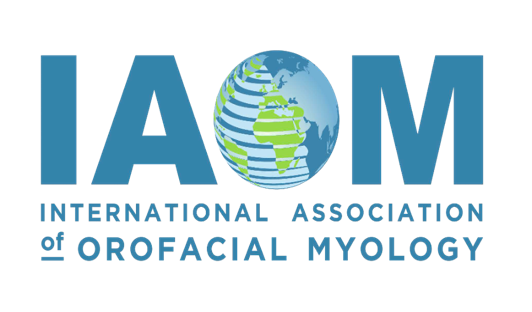 IAOM
INTERNATIONAL ASSOCIATION
of OROFACIAL MYOLOGY